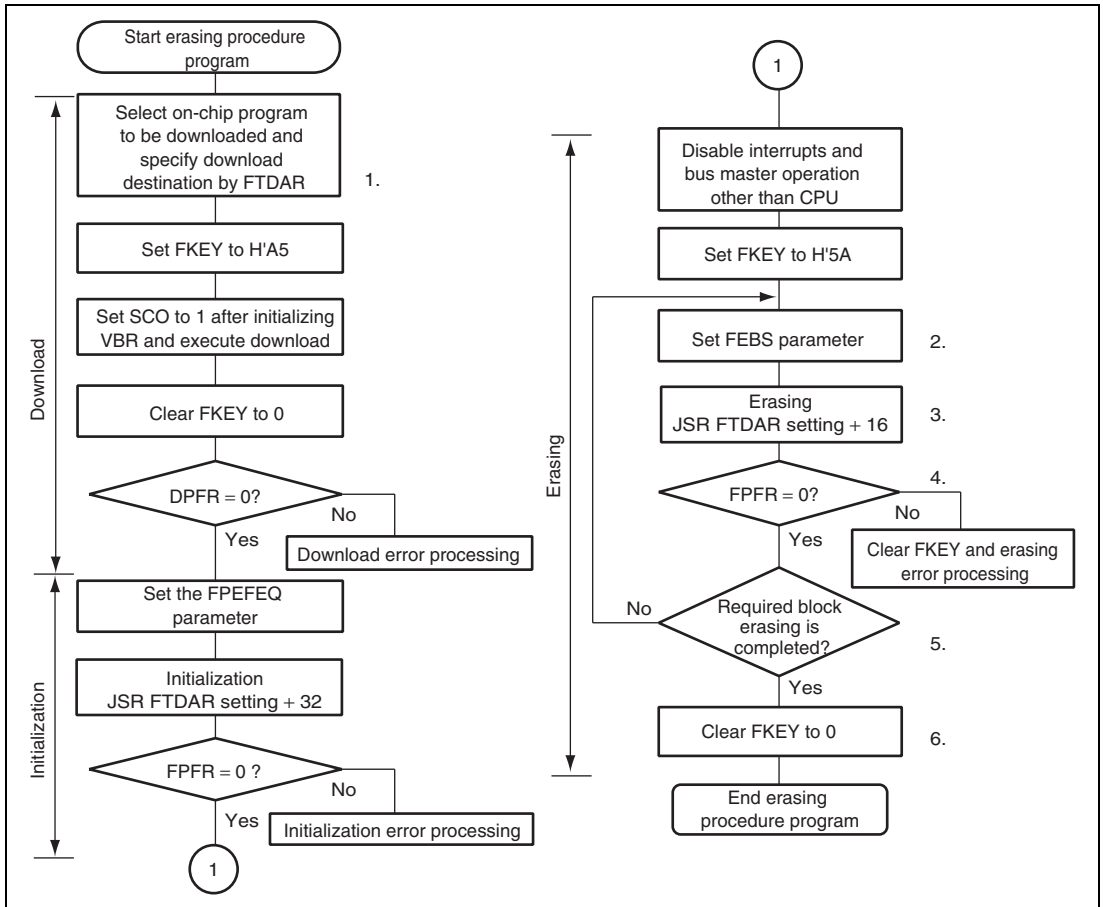 Start erasing procedure
program
Select on-chip program
to be downloaded and
specify download
destination by FTDAR
1.
Set FKEY to H'A5
Set SCO to 1 after initializing
VBR and execute download
Clear FKEY to 0
DPFR = 0?
No
Yes
Download error processing
Download
Set the FPEFEQ
parameter
Initialization
JSR FTDAR setting + 32
FPFR = 0 ?
No
Yes
Initialization error processing
Initialization
1
1
Disable interrupts and
bus master operation
other than CPU
Set FKEY to H'5A
Set FEBS parameter
2.
Erasing
JSR FTDAR setting + 16
3.
4.
FPFR = 0?
No
Yes
Clear FKEY and erasing
error processing
Erasing
No
Required block
erasing is
completed?
5.
Yes
Clear FKEY to 0
6.
End erasing
procedure program